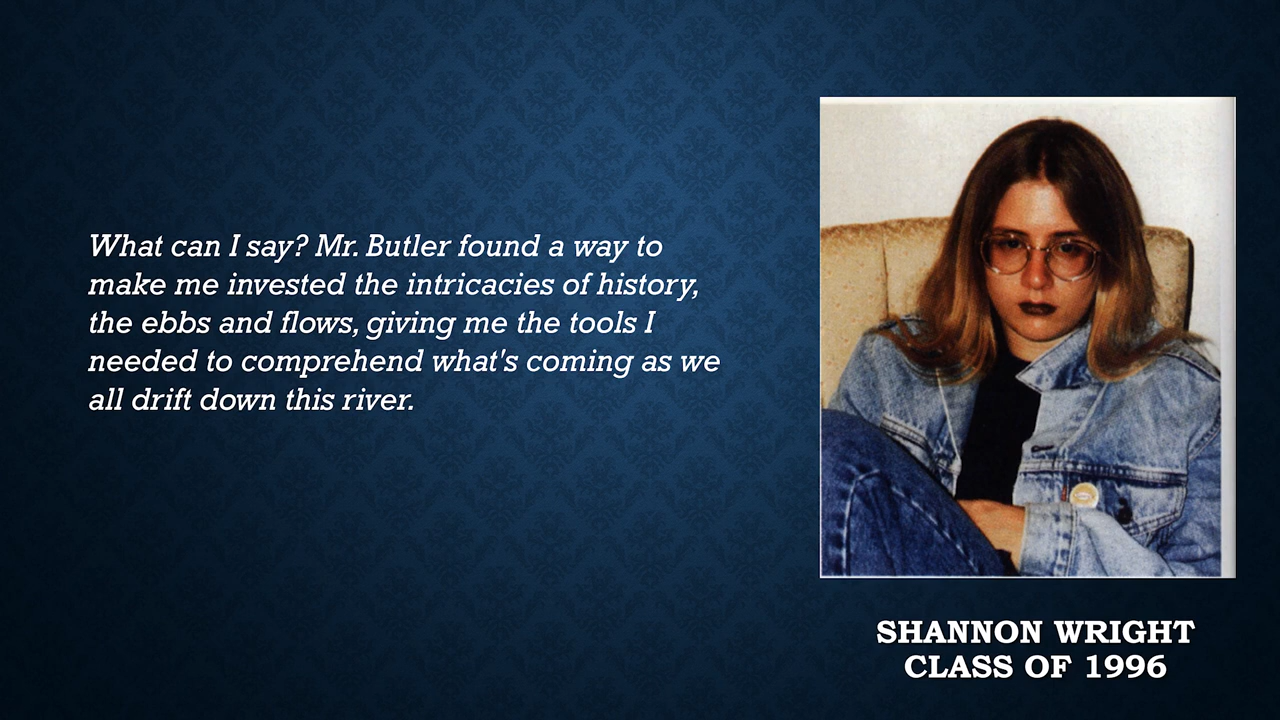 What can I say? Mr. Butler found a way to
make me invested the intricacies of history,
the ebbs and flows, giving me the tools I
needed to comprehend what's coming as we
all drift down this river.
SHANNON WRIGHT
CLASS OF 1996